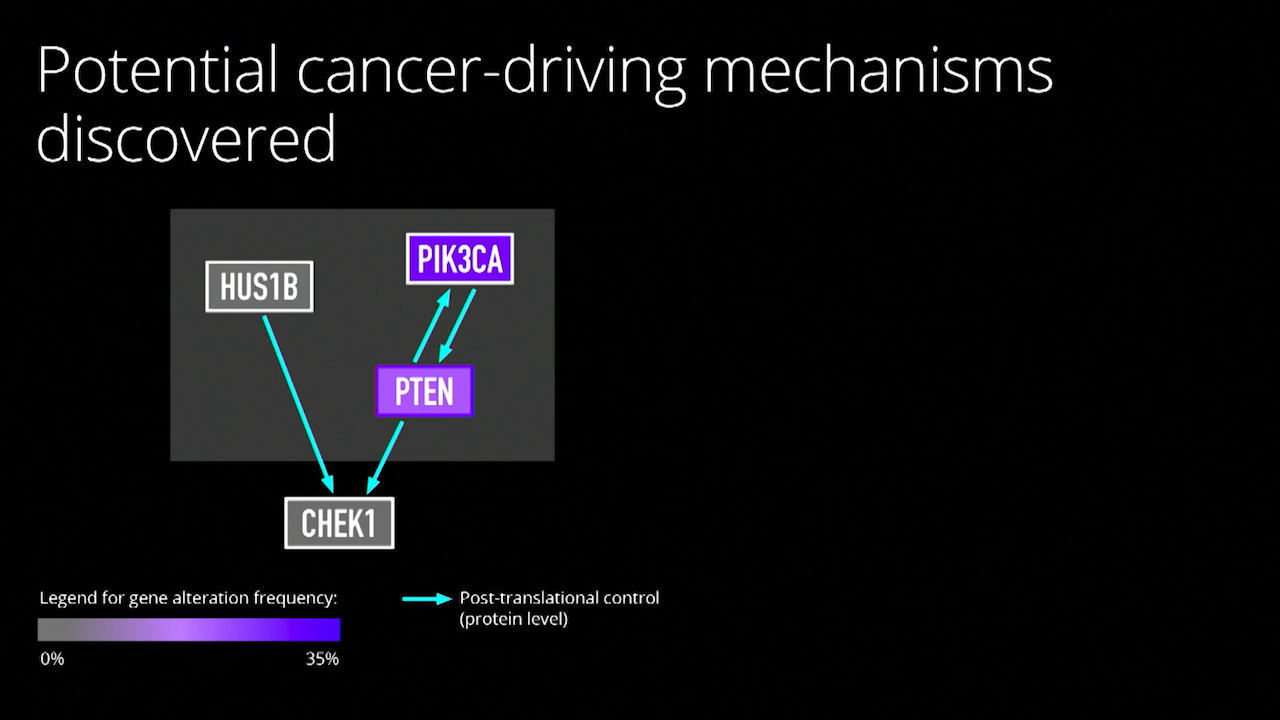 Potential cancer-driving mechanisms
discovered
HUS1B
PIK3CA
PTEN
CHEK1
Legend for gene alteration frequency:
0%
35%
Post-translational control
(protein level)